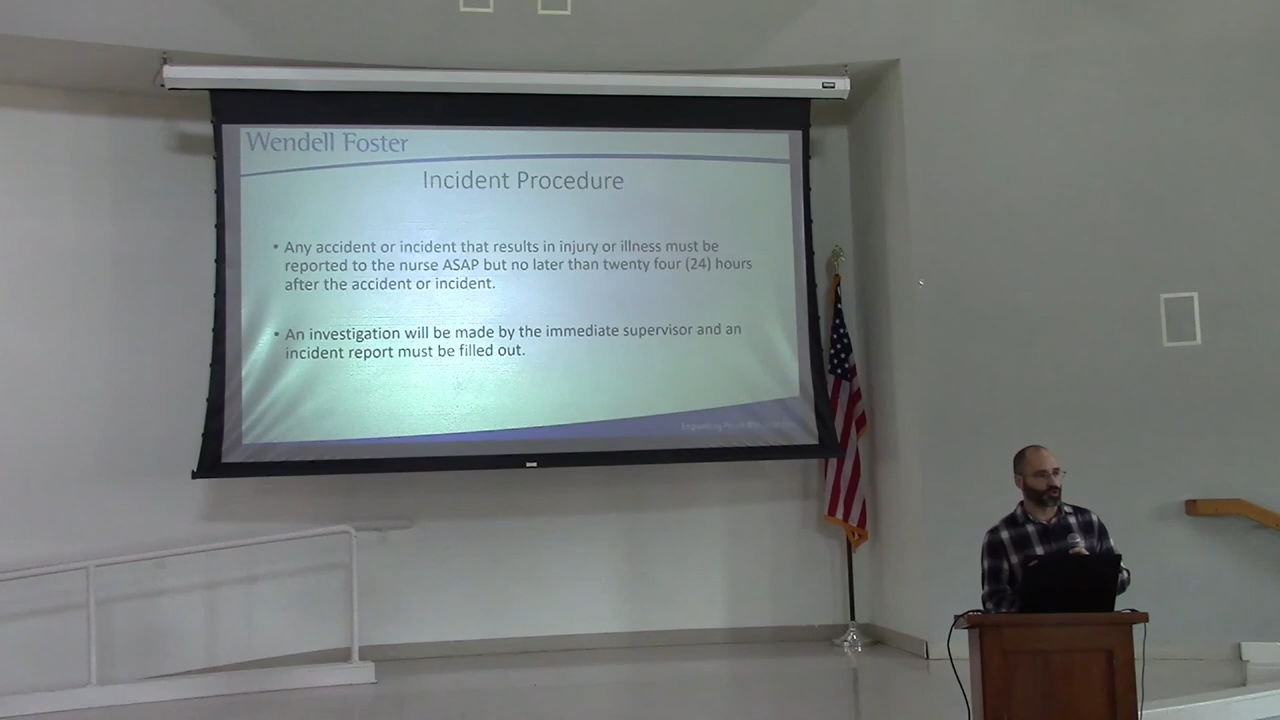 Wendell Foster
Incident Procedure
• Any accident or incident that results in injury or illness must be
reported to the nurse ASAP but no later than twenty four (24) hours
after the accident or incident.
• An investigation will be made by the immediate supervisor and an
incident report must be filled out.